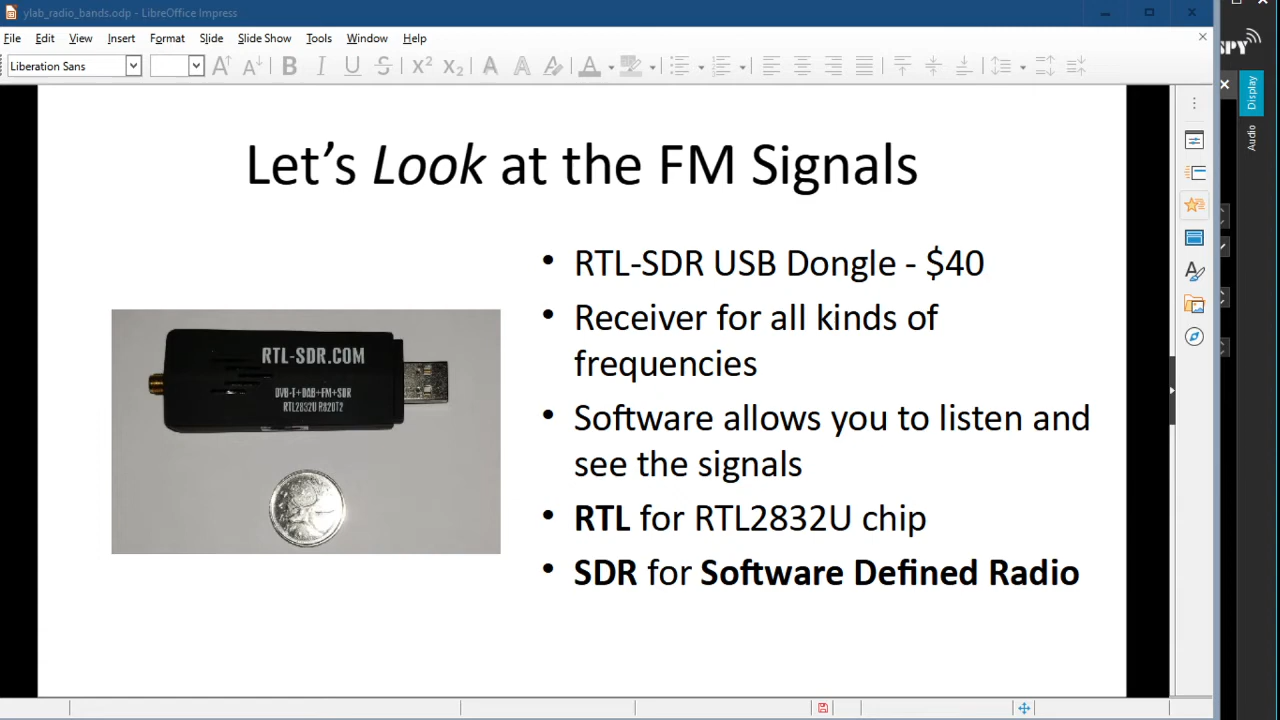 ylab_radio_bands.odp - LibreOffice Impress
File Edit View Insert Format Slide Slide Show Tools Window Help
Liberation Sans
SPY
Display
Audio
Let's Look at the FM Signals
RTL-SDR.COM
DVB-T+DAB+FM+SDR
RTL2832U R820T2
• RTL-SDR USB Dongle - $40
• Receiver for all kinds of
frequencies
• Software allows you to listen and
see the signals
• RTL for RTL2832U chip
• SDR for Software Defined Radio